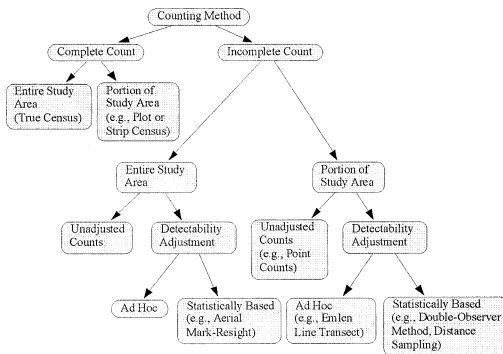 Counting Method
Complete Count
Incomplete Count
Entire Study
Area
(True Census)
Portion of
Study Area
(e.g., Plot or
Strip Census)
Entire Study
Area
Portion of
Study Area
Unadjusted
Counts
Detectability
Adjustment
Unadjusted
Counts
(e.g., Point
Counts)
Detectability
Adjustment
Ad Hoc
Statistically Based
(e.g., Aerial
Mark-Resight)
Ad Hoc
(e.g., Emlen
Line Transect)
Statistically Based
(e.g., Double-Observer
Method, Distance
Sampling)